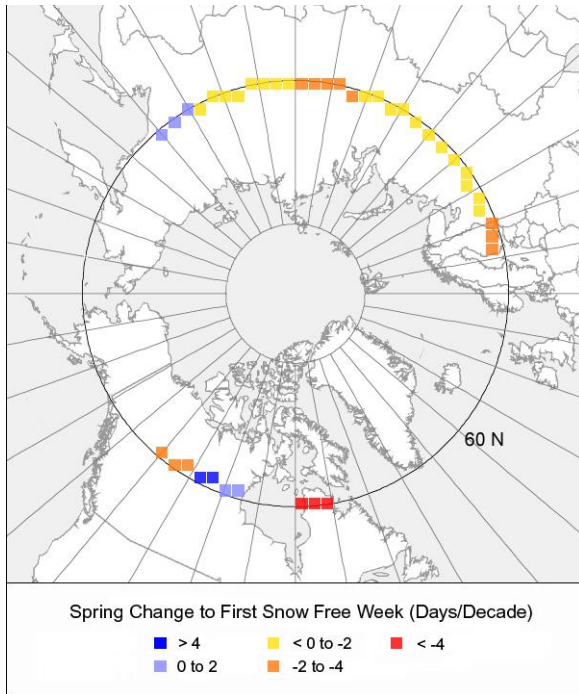 60 N
Spring Change to First Snow Free Week (Days/Decade)
> 4 < 0 to -2 < -4
0 to 2 -2 to -4